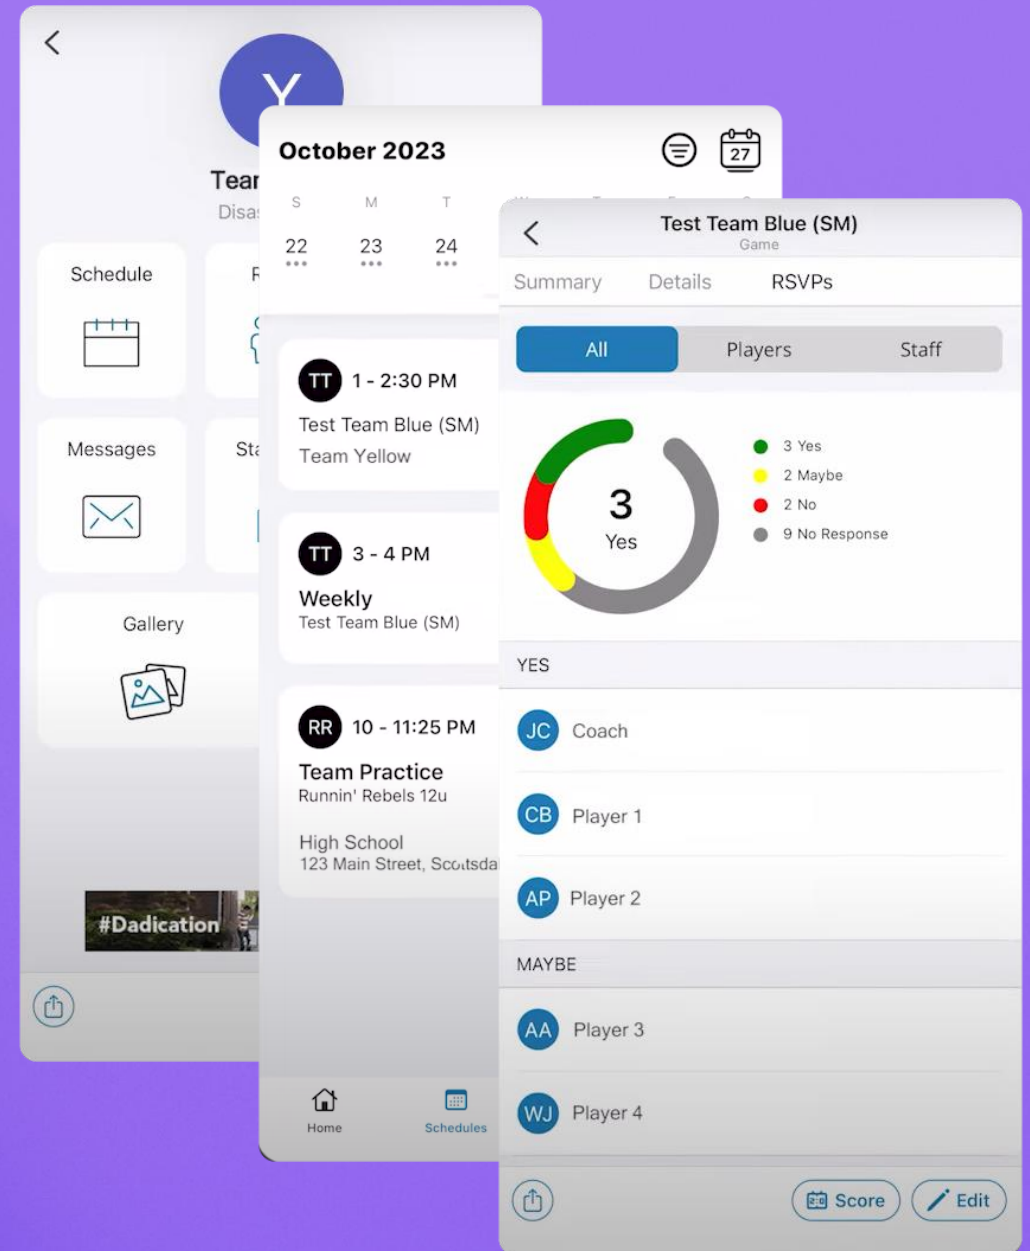 Y
Disas
Schedule
Messages
Gallery
#Dadication
October 2023
27
S M T
22 23 24
TT 1 - 2:30 PM
Test Team Blue (SM)
Team Yellow
TT 3 - 4 PM
Weekly
Test Team Blue (SM)
RR 10 - 11:25 PM
Team Practice
Runnin' Rebels 12u
High School
123 Main Street, Scottsda
Home Schedules
Test Team Blue (SM)
Game
Summary Details RSVPs
All Players Staff
3
Yes
3 Yes
2 Maybe
2 No
9 No Response
YES
JC Coach
CB Player 1
AP Player 2
MAYBE
AA Player 3
WJ Player 4
2:0 Score Edit